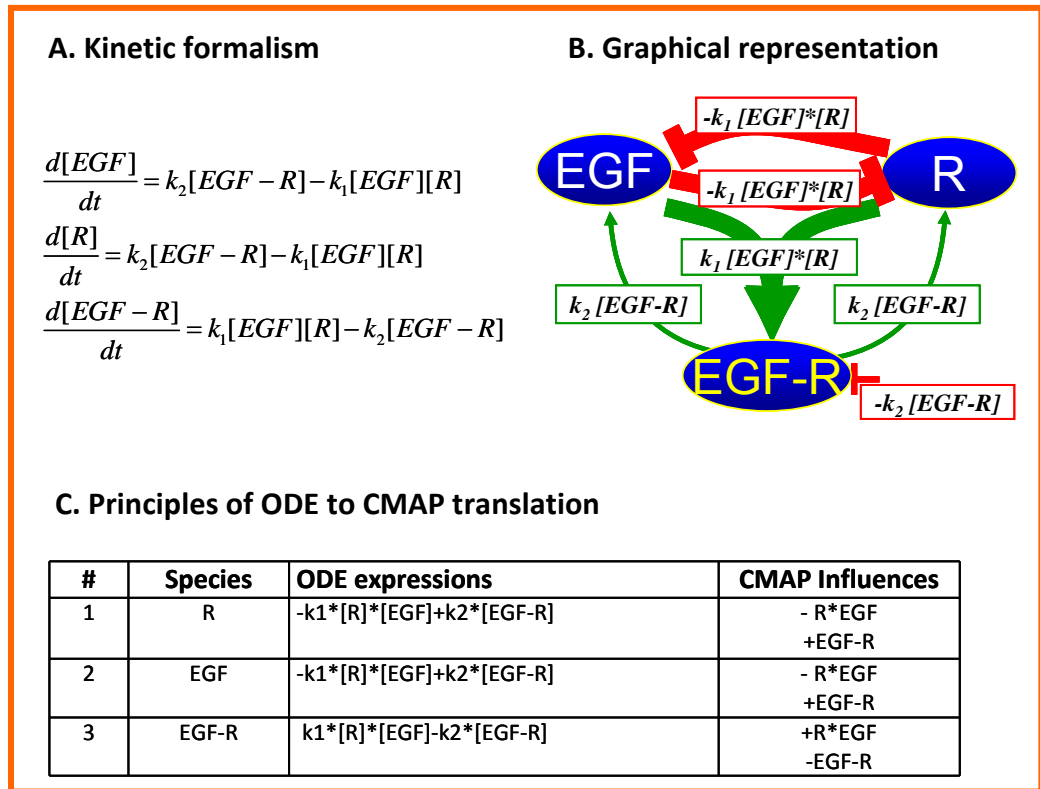 A. Kinetic formalism
B. Graphical representation
d[EGF]/dt = k₂[EGF − R] − k₁[EGF][R]
d[R]/dt = k₂[EGF − R] − k₁[EGF][R]
d[EGF − R]/dt = k₁[EGF][R] − k₂[EGF − R]
-k₁ [EGF]*[R]
EGF
R
-k₁ [EGF]*[R]
k₁ [EGF]*[R]
k₂ [EGF-R]
k₂ [EGF-R]
EGF-R
-k₂ [EGF-R]
C. Principles of ODE to CMAP translation
# Species ODE expressions CMAP Influences
1 R -k1*[R]*[EGF]+k2*[EGF-R] - R*EGF
+EGF-R
2 EGF -k1*[R]*[EGF]+k2*[EGF-R] - R*EGF
+EGF-R
3 EGF-R k1*[R]*[EGF]-k2*[EGF-R] +R*EGF
-EGF-R